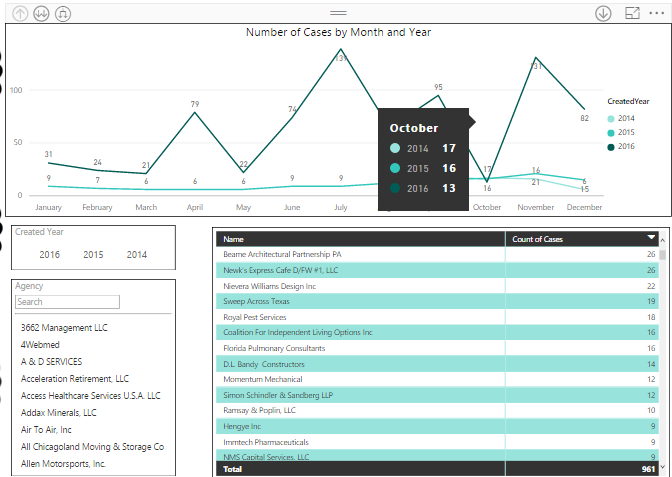 Number of Cases by Month and Year
100
50
0
31
24
21
79
22
74
139
95
131
82
9
7
6
6
6
9
9
17
16
16
21
6
15
January
February
March
April
May
June
July
October
November
December
CreatedYear
2014
2015
2016
October
2014 17
2015 16
2016 13
Created Year
2016 2015 2014
Agency
Search
3662 Management LLC
4Webmed
A & D SERVICES
Acceleration Retirement, LLC
Access Healthcare Services U.S.A. LLC
Addax Minerals, LLC
Air To Air, Inc
All Chicagoland Moving & Storage Co
Allen Motorsports, Inc.
Name Count of Cases
Beame Architectural Partnership PA 26
Newk's Express Cafe D/FW #1, LLC 26
Nievera Williams Design Inc 22
Sweep Across Texas 19
Royal Pest Services 18
Coalition For Independent Living Options Inc 16
Florida Pulmonary Consultants 16
D.L. Bandy Constructors 14
Momentum Mechanical 12
Simon Schindler & Sandberg LLP 12
Ramsay & Poplin, LLC 10
Hengye Inc 9
Immtech Pharmaceuticals 9
NMS Capital Services, LLC 9
Total 961